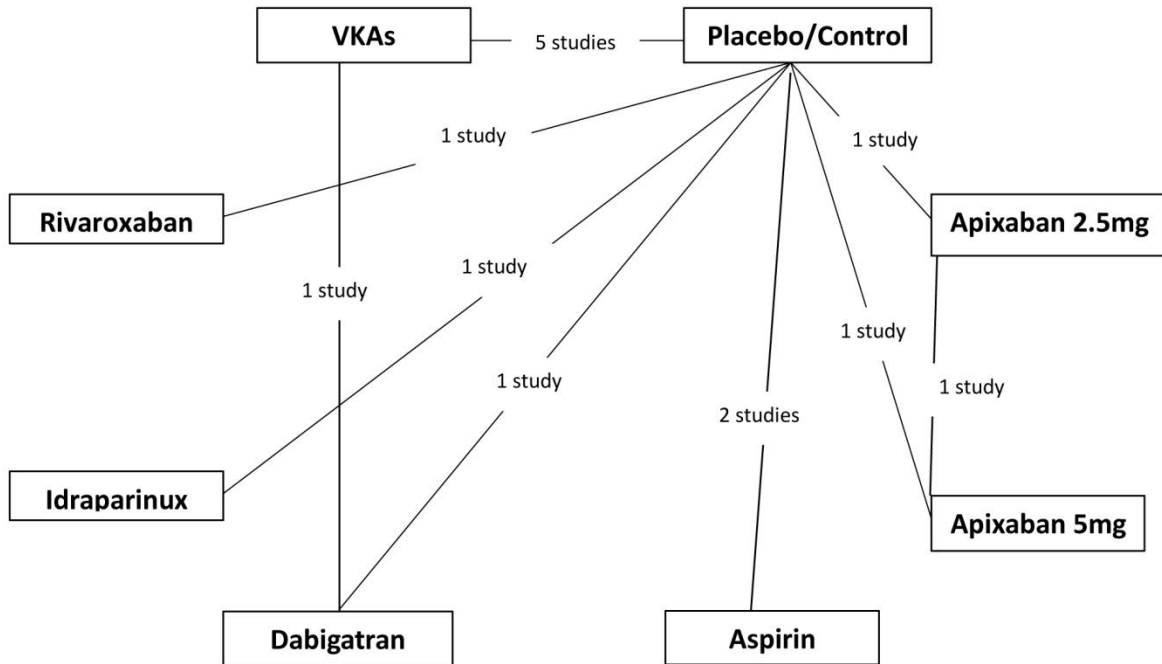 VKAs
5 studies
Placebo/Control
1 study
1 study
Rivaroxaban
Apixaban 2.5mg
1 study
1 study
1 study
1 study
2 studies
1 study
Idraparinux
Apixaban 5mg
Dabigatran
Aspirin